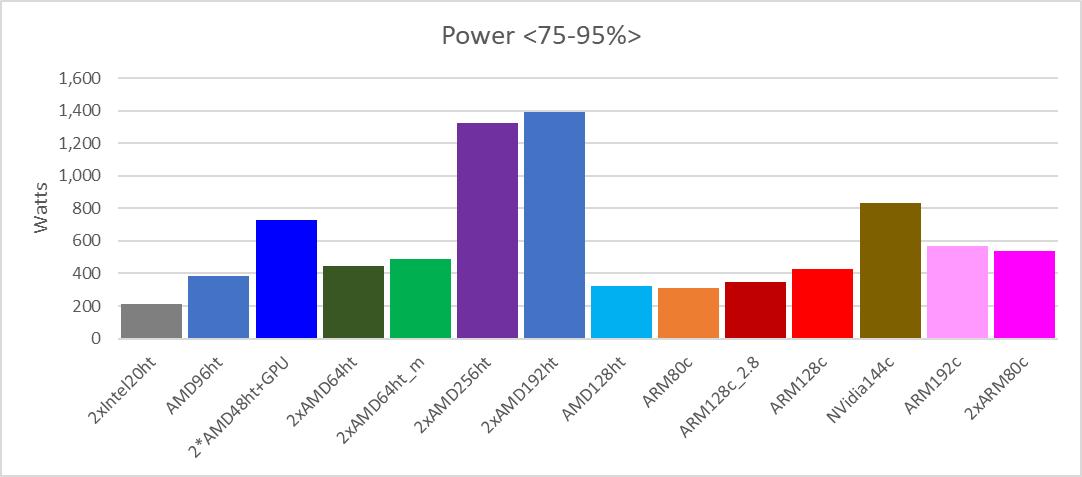 Power <75-95%>
1,600
1,400
1,200
1,000
800
600
400
200
0
Watts
2xIntel20ht
AMD96ht
2*AMD48ht+GPU
2xAMD64ht
2xAMD64ht_m
2xAMD256ht
2xAMD192ht
AMD128ht
ARM80c
ARM128c_2.8
ARM128c
NVidia144c
ARM192c
2xARM80c